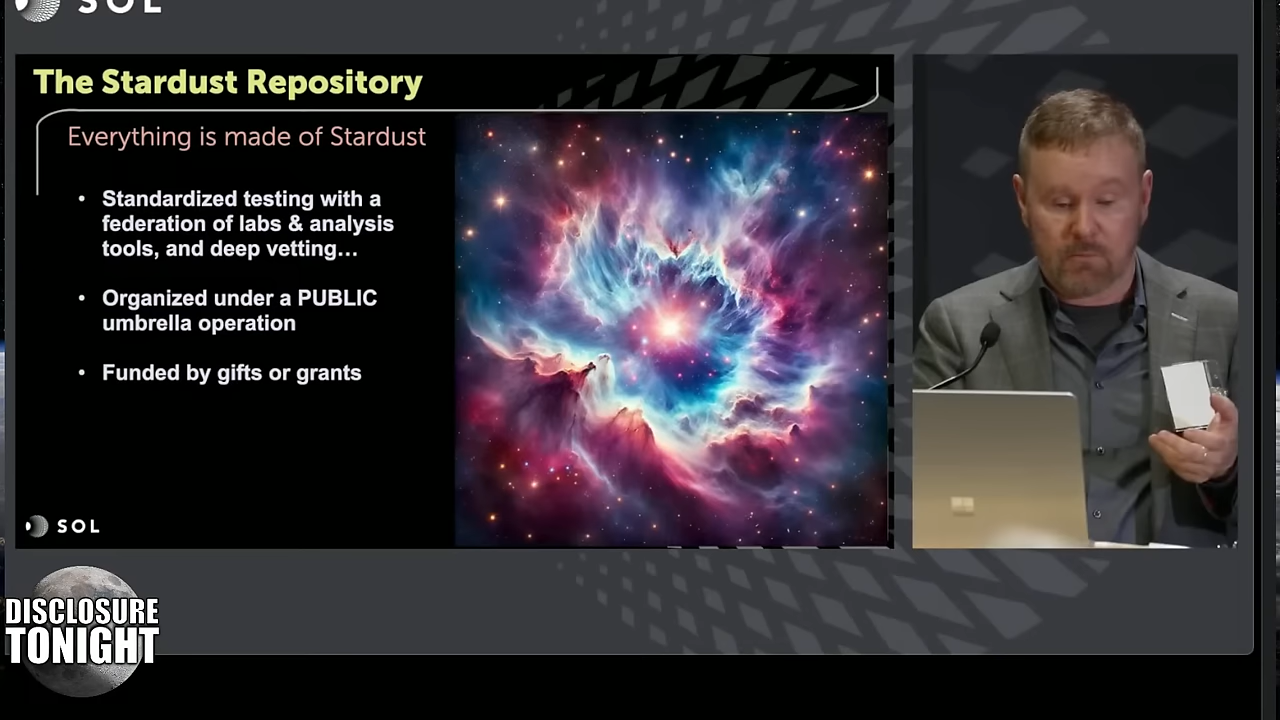 SOL
The Stardust Repository
Everything is made of Stardust
• Standardized testing with a
federation of labs & analysis
tools, and deep vetting...
• Organized under a PUBLIC
umbrella operation
• Funded by gifts or grants
SOL
DISCLOSURE
TONIGHT